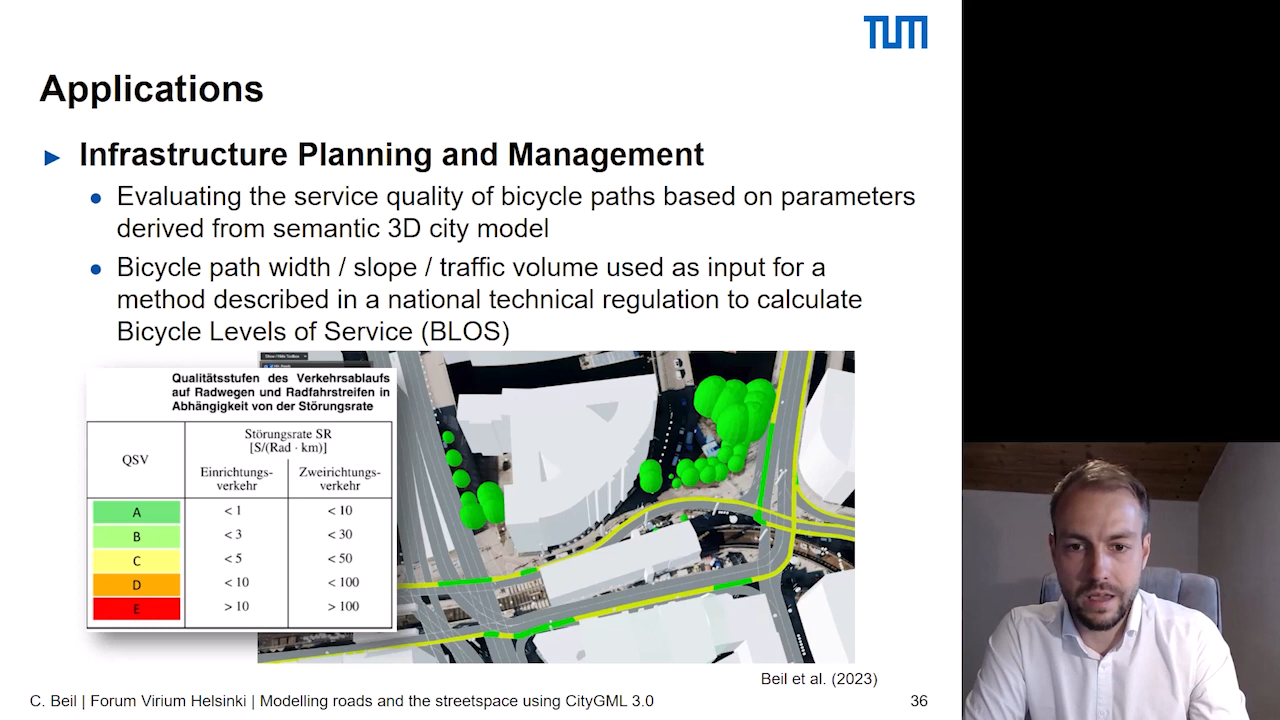 TUM
Applications
► Infrastructure Planning and Management
● Evaluating the service quality of bicycle paths based on parameters
derived from semantic 3D city model
● Bicycle path width / slope / traffic volume used as input for a
method described in a national technical regulation to calculate
Bicycle Levels of Service (BLOS)
Show / Hide Toolbox
Qualitätsstufen des Verkehrsablaufs
auf Radwegen und Radfahrstreifen in
Abhängigkeit von der Störungsrate
QSV
Störungsrate SR
[S/(Rad · km)]
Einrichtungs-
verkehr
Zweirichtungs-
verkehr
A < 1 < 10
B < 3 < 30
C < 5 < 50
D < 10 < 100
E > 10 > 100
Beil et al. (2023)
C. Beil | Forum Virium Helsinki | Modelling roads and the streetspace using CityGML 3.0
36